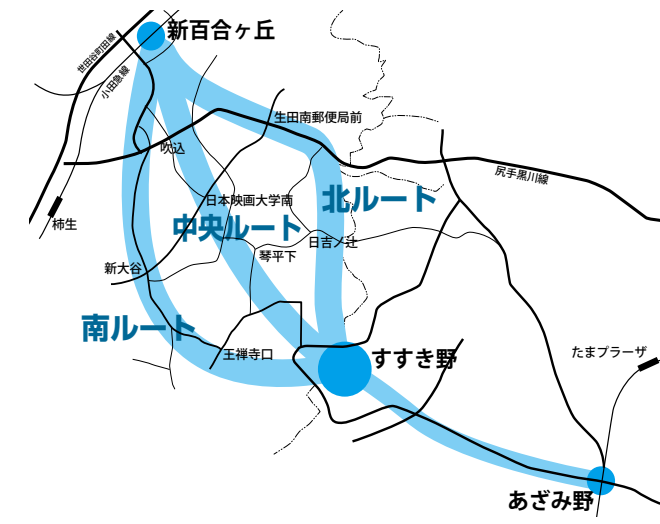 新百合ヶ丘
世田谷町田線
小田急線
生田南郵便局前
吹込
尻手黒川線
日本映画大学南
北ルート
柿生
中央ルート
日吉ノ辻
琴平下
新大谷
南ルート
王禅寺口
すすき野
たまプラーザ
あざみ野